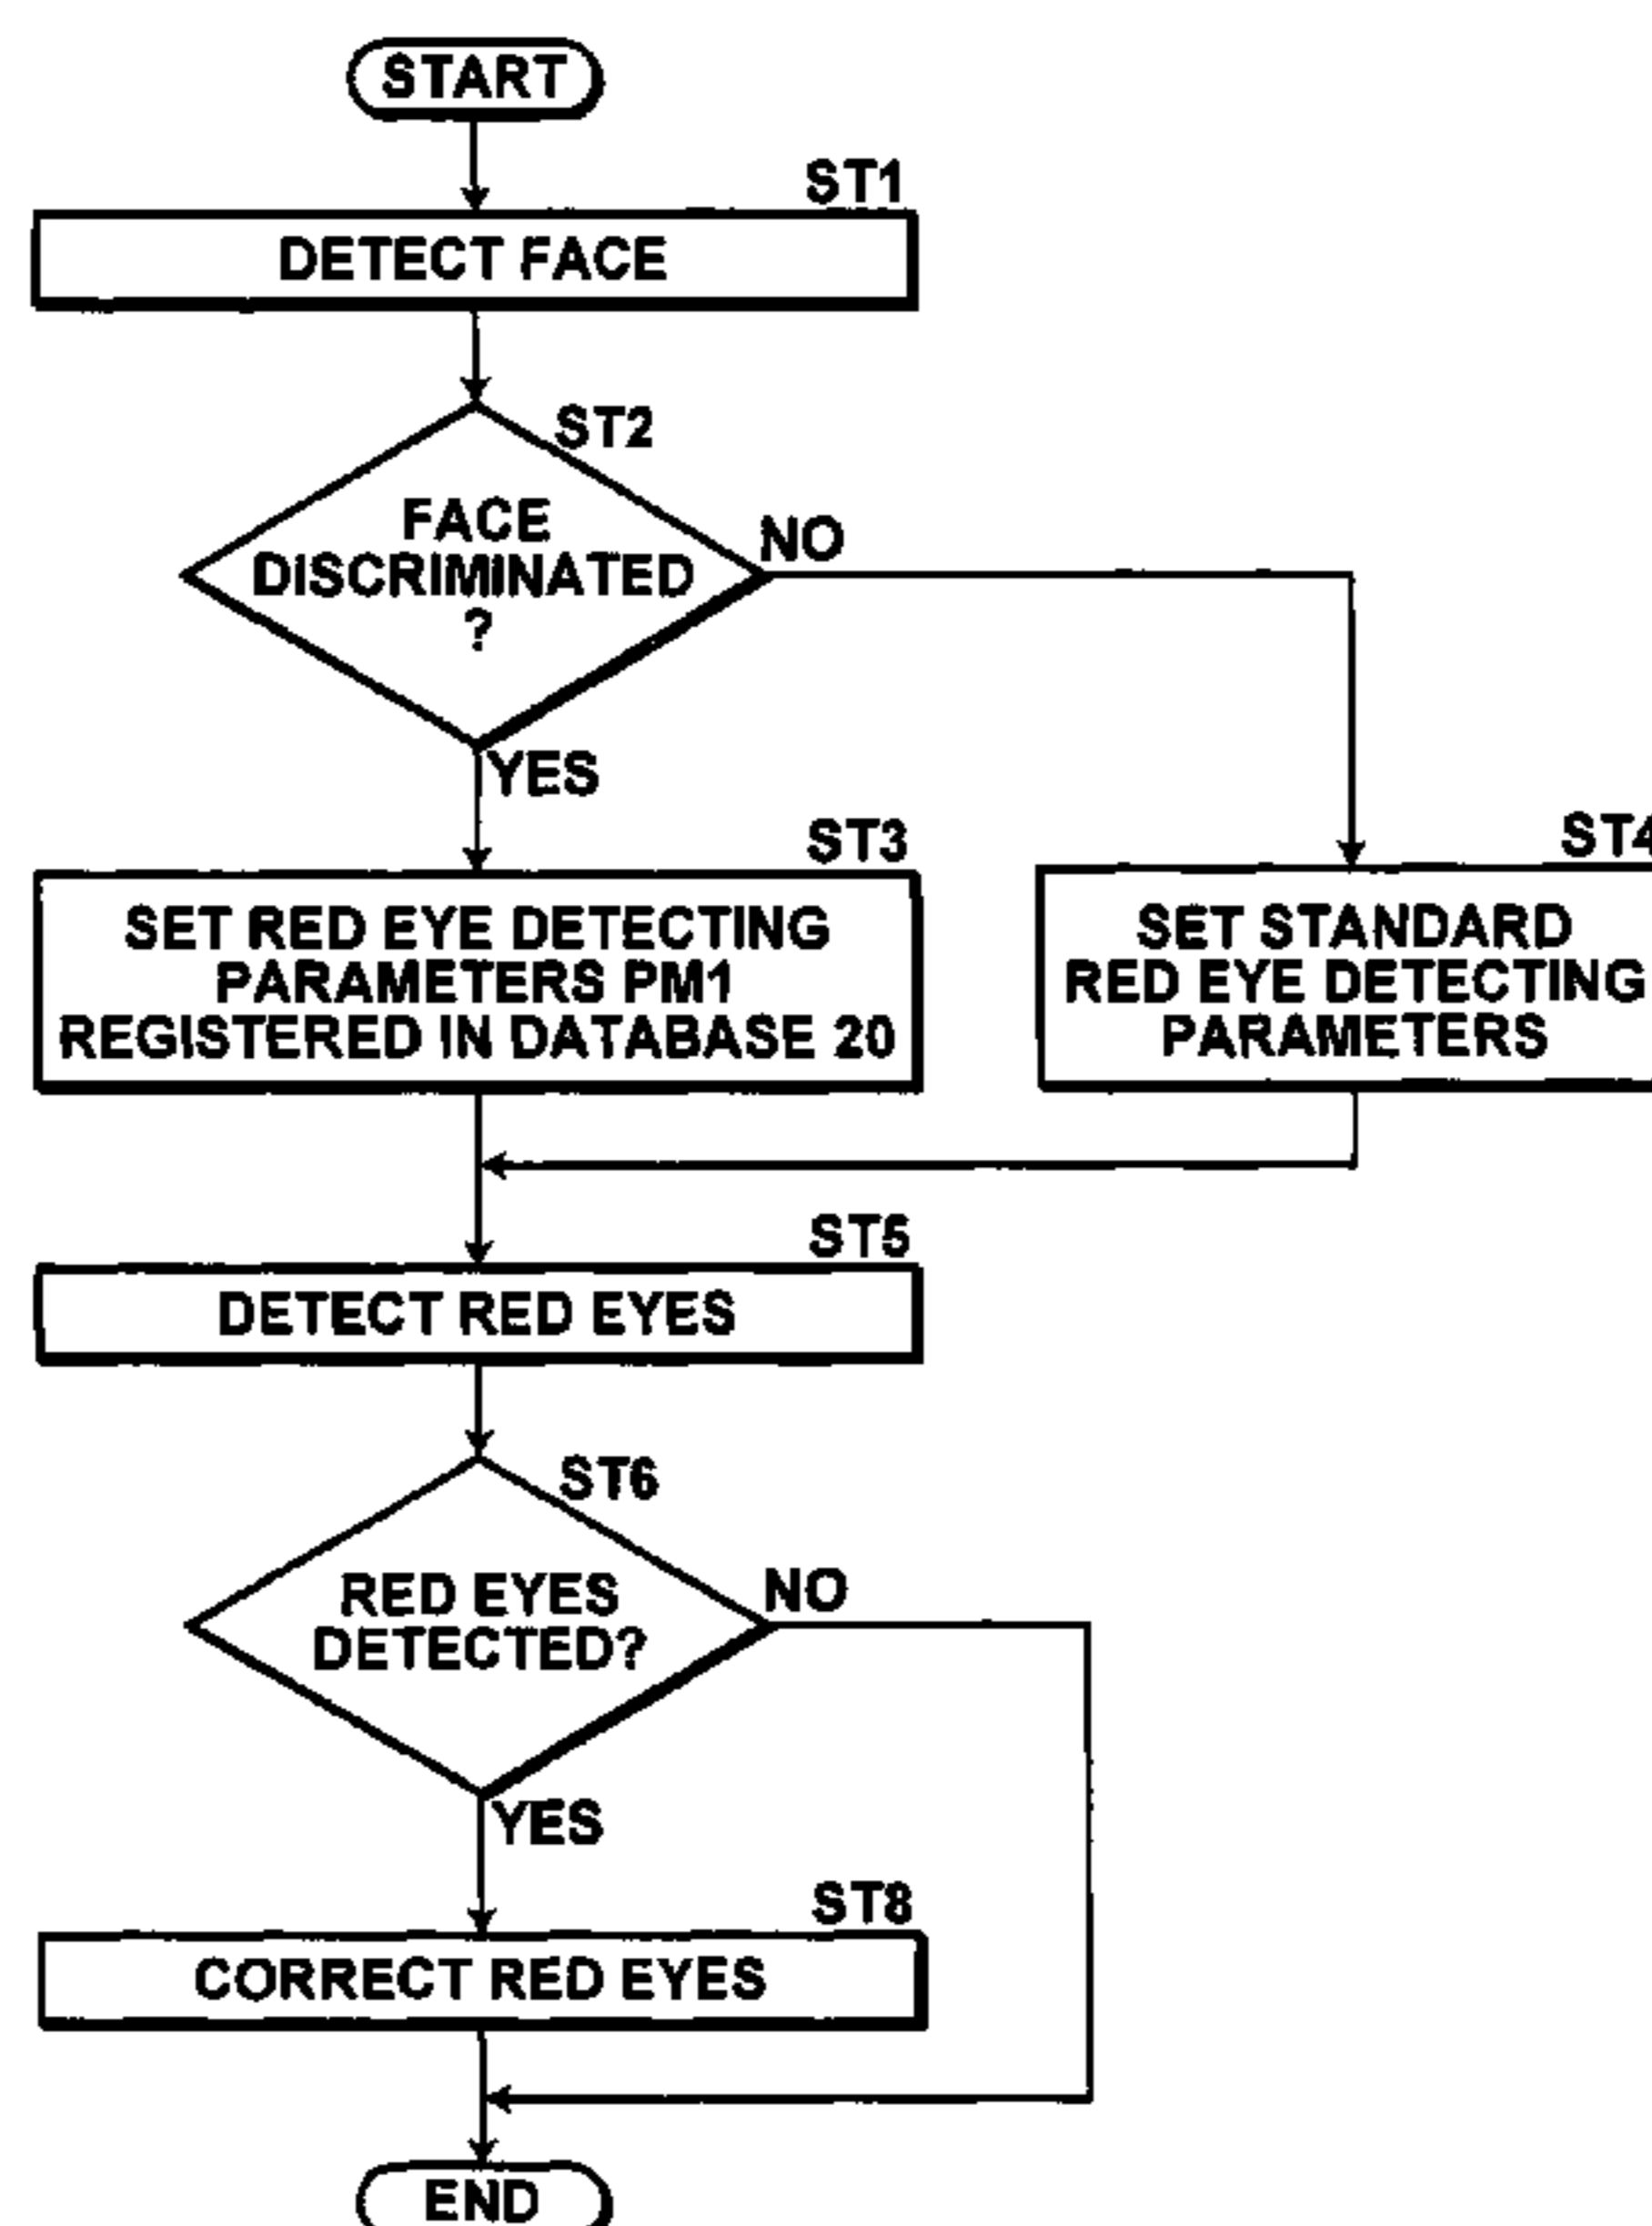 START
ST1
DETECT FACE
ST2
FACE
DISCRIMINATED
?
NO
YES
ST3
SET RED EYE DETECTING
PARAMETERS PM1
REGISTERED IN DATABASE 20
ST4
SET STANDARD
RED EYE DETECTING
PARAMETERS
ST5
DETECT RED EYES
ST6
RED EYES
DETECTED?
NO
YES
ST8
CORRECT RED EYES
END